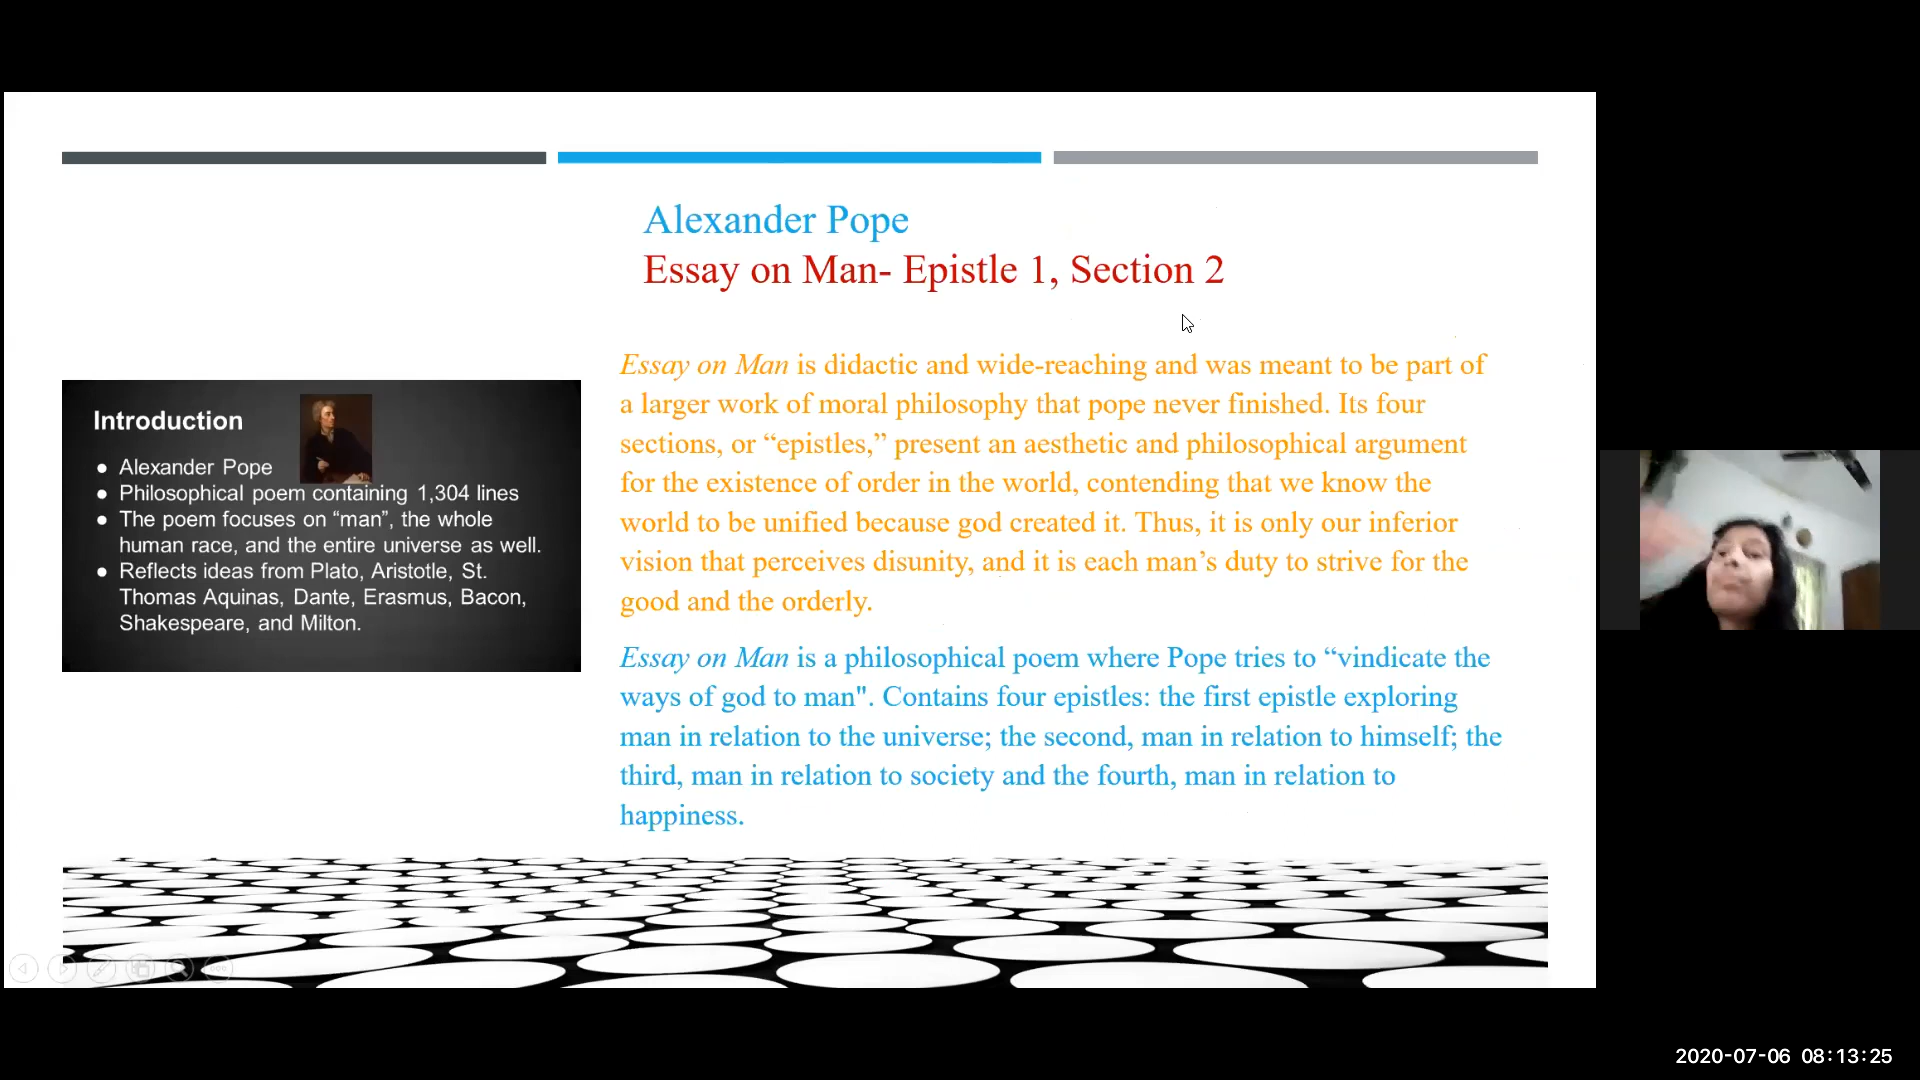 Alexander Pope
Essay on Man- Epistle 1, Section 2
Introduction
● Alexander Pope
● Philosophical poem containing 1,304 lines
● The poem focuses on “man”, the whole
human race, and the entire universe as well.
● Reflects ideas from Plato, Aristotle, St.
Thomas Aquinas, Dante, Erasmus, Bacon,
Shakespeare, and Milton.
Essay on Man is didactic and wide-reaching and was meant to be part of
a larger work of moral philosophy that pope never finished. Its four
sections, or “epistles,” present an aesthetic and philosophical argument
for the existence of order in the world, contending that we know the
world to be unified because god created it. Thus, it is only our inferior
vision that perceives disunity, and it is each man’s duty to strive for the
good and the orderly.
Essay on Man is a philosophical poem where Pope tries to “vindicate the
ways of god to man". Contains four epistles: the first epistle exploring
man in relation to the universe; the second, man in relation to himself; the
third, man in relation to society and the fourth, man in relation to
happiness.
2020-07-06 08:13:25